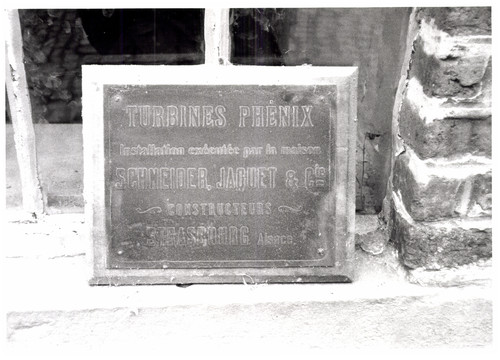 TURBINES PHÉNIX
Installation exécutée par la maison
SCHNEIDER, JAQUET & Cie
CONSTRUCTEURS
STRASBOURG Alsace.